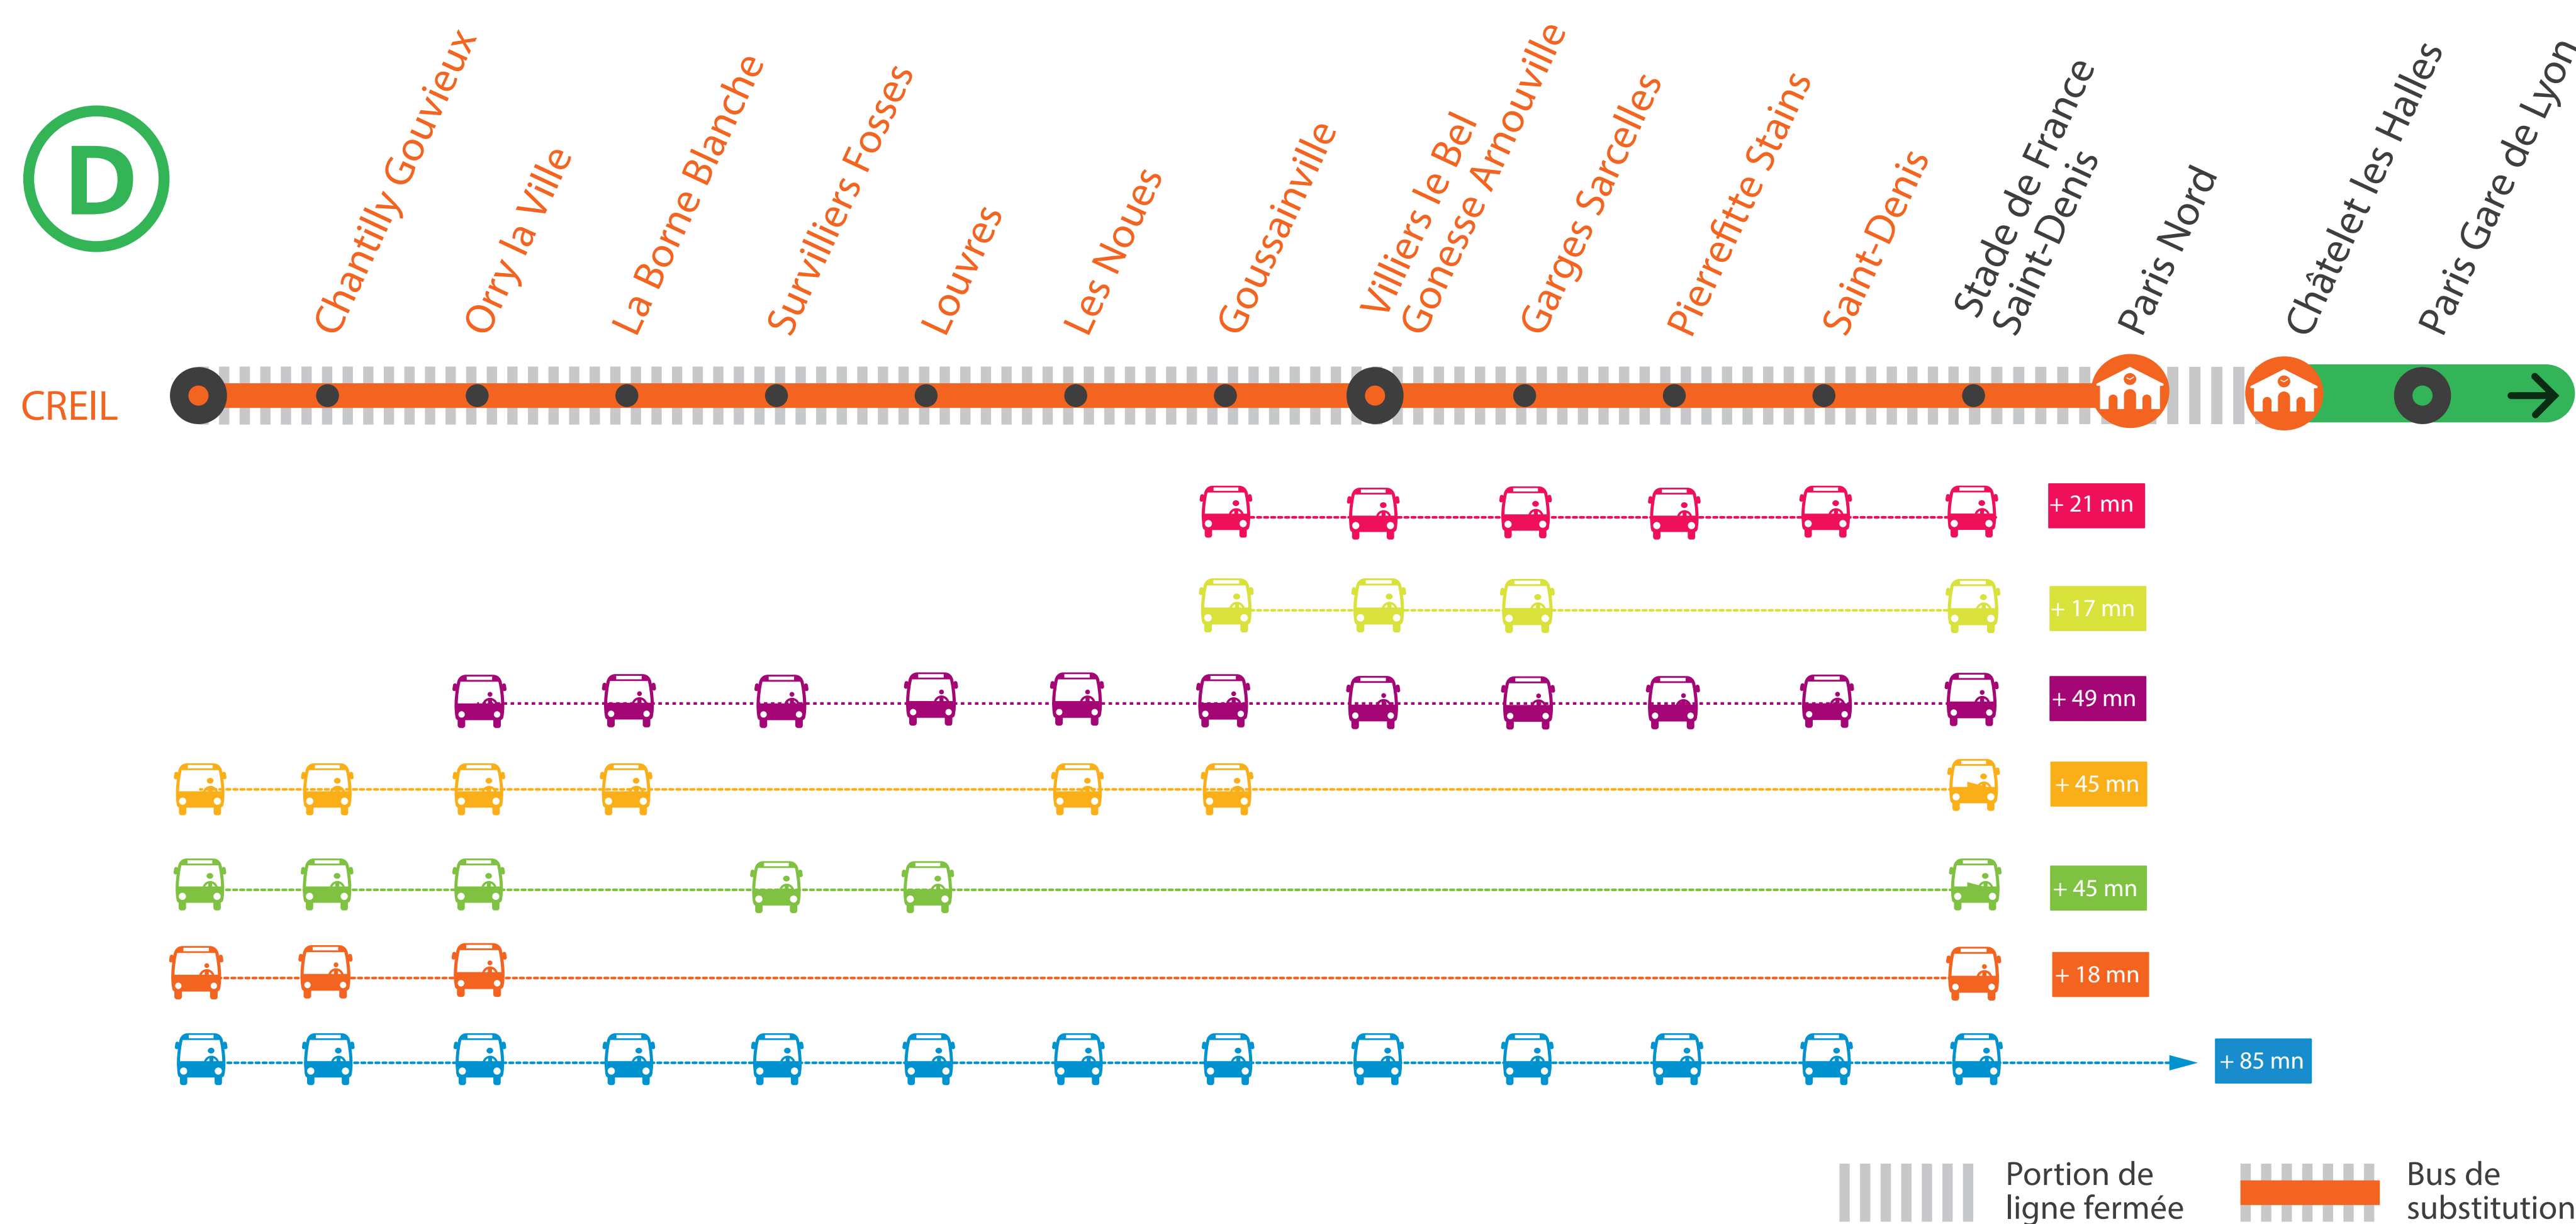 D
Chantilly Gouvieux
Orry la Ville
La Borne Blanche
Survilliers Fosses
Louvres
Les Noues
Goussainville
Villiers le Bel
Gonesse Arnouville
Garges Sarcelles
Pierrefitte Stains
Saint-Denis
Stade de France
Saint-Denis
Paris Nord
Châtelet les Halles
Paris Gare de Lyon
CREIL
+ 21 mn
+ 17 mn
+ 49 mn
+ 45 mn
+ 45 mn
+ 18 mn
+ 85 mn
Portion de
ligne fermée
Bus de
substitution